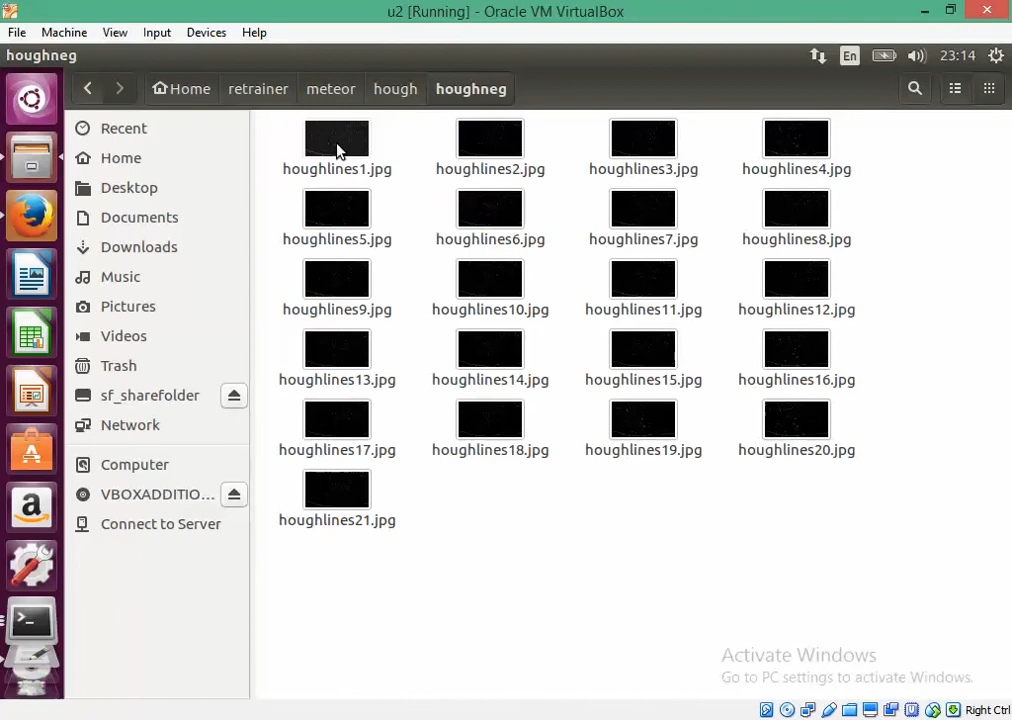 u2 [Running] - Oracle VM VirtualBox
File Machine View Input Devices Help
houghneg En 23:14
Home retrainer meteor hough houghneg
Recent
Home
Desktop
Documents
Downloads
Music
Pictures
Videos
Trash
sf_sharefolder
Network
Computer
VBOXADDITIO...
Connect to Server
houghlines1.jpg houghlines2.jpg houghlines3.jpg houghlines4.jpg
houghlines5.jpg houghlines6.jpg houghlines7.jpg houghlines8.jpg
houghlines9.jpg houghlines10.jpg houghlines11.jpg houghlines12.jpg
houghlines13.jpg houghlines14.jpg houghlines15.jpg houghlines16.jpg
houghlines17.jpg houghlines18.jpg houghlines19.jpg houghlines20.jpg
houghlines21.jpg
Activate Windows
Go to PC settings to activate Windows.
Right Ctrl